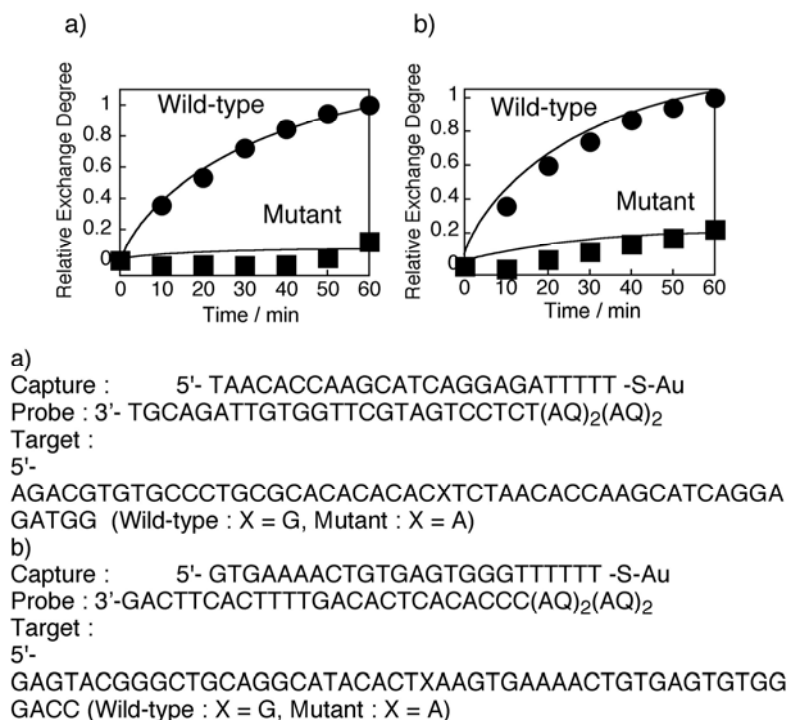 a)
b)
Relative Exchange Degree
1
0.8
0.6
0.4
0.2
0
Wild-type
Mutant
0 10 20 30 40 50 60
Time / min
Relative Exchange Degree
1
0.8
0.6
0.4
0.2
0
Wild-type
Mutant
0 10 20 30 40 50 60
Time / min
a)
Capture : 5'- TAACACCAAGCATCAGGAGATTTTT -S-Au
Probe : 3'- TGCAGATTGTGGTTCGTAGTCCTCT(AQ)2(AQ)2
Target :
5'-
AGACGTGTGCCCTGCGCACACACACXTCTAACACCAAGCATCAGGA
GATGG (Wild-type : X = G, Mutant : X = A)
b)
Capture : 5'- GTGAAAACTGTGAGTGGGTTTTTT -S-Au
Probe : 3'-GACTTCACTTTTGACACTCACACCC(AQ)2(AQ)2
Target :
5'-
GAGTACGGGCTGCAGGCATACACTXAAGTGAAAACTGTGAGTGTGG
GACC (Wild-type : X = G, Mutant : X = A)